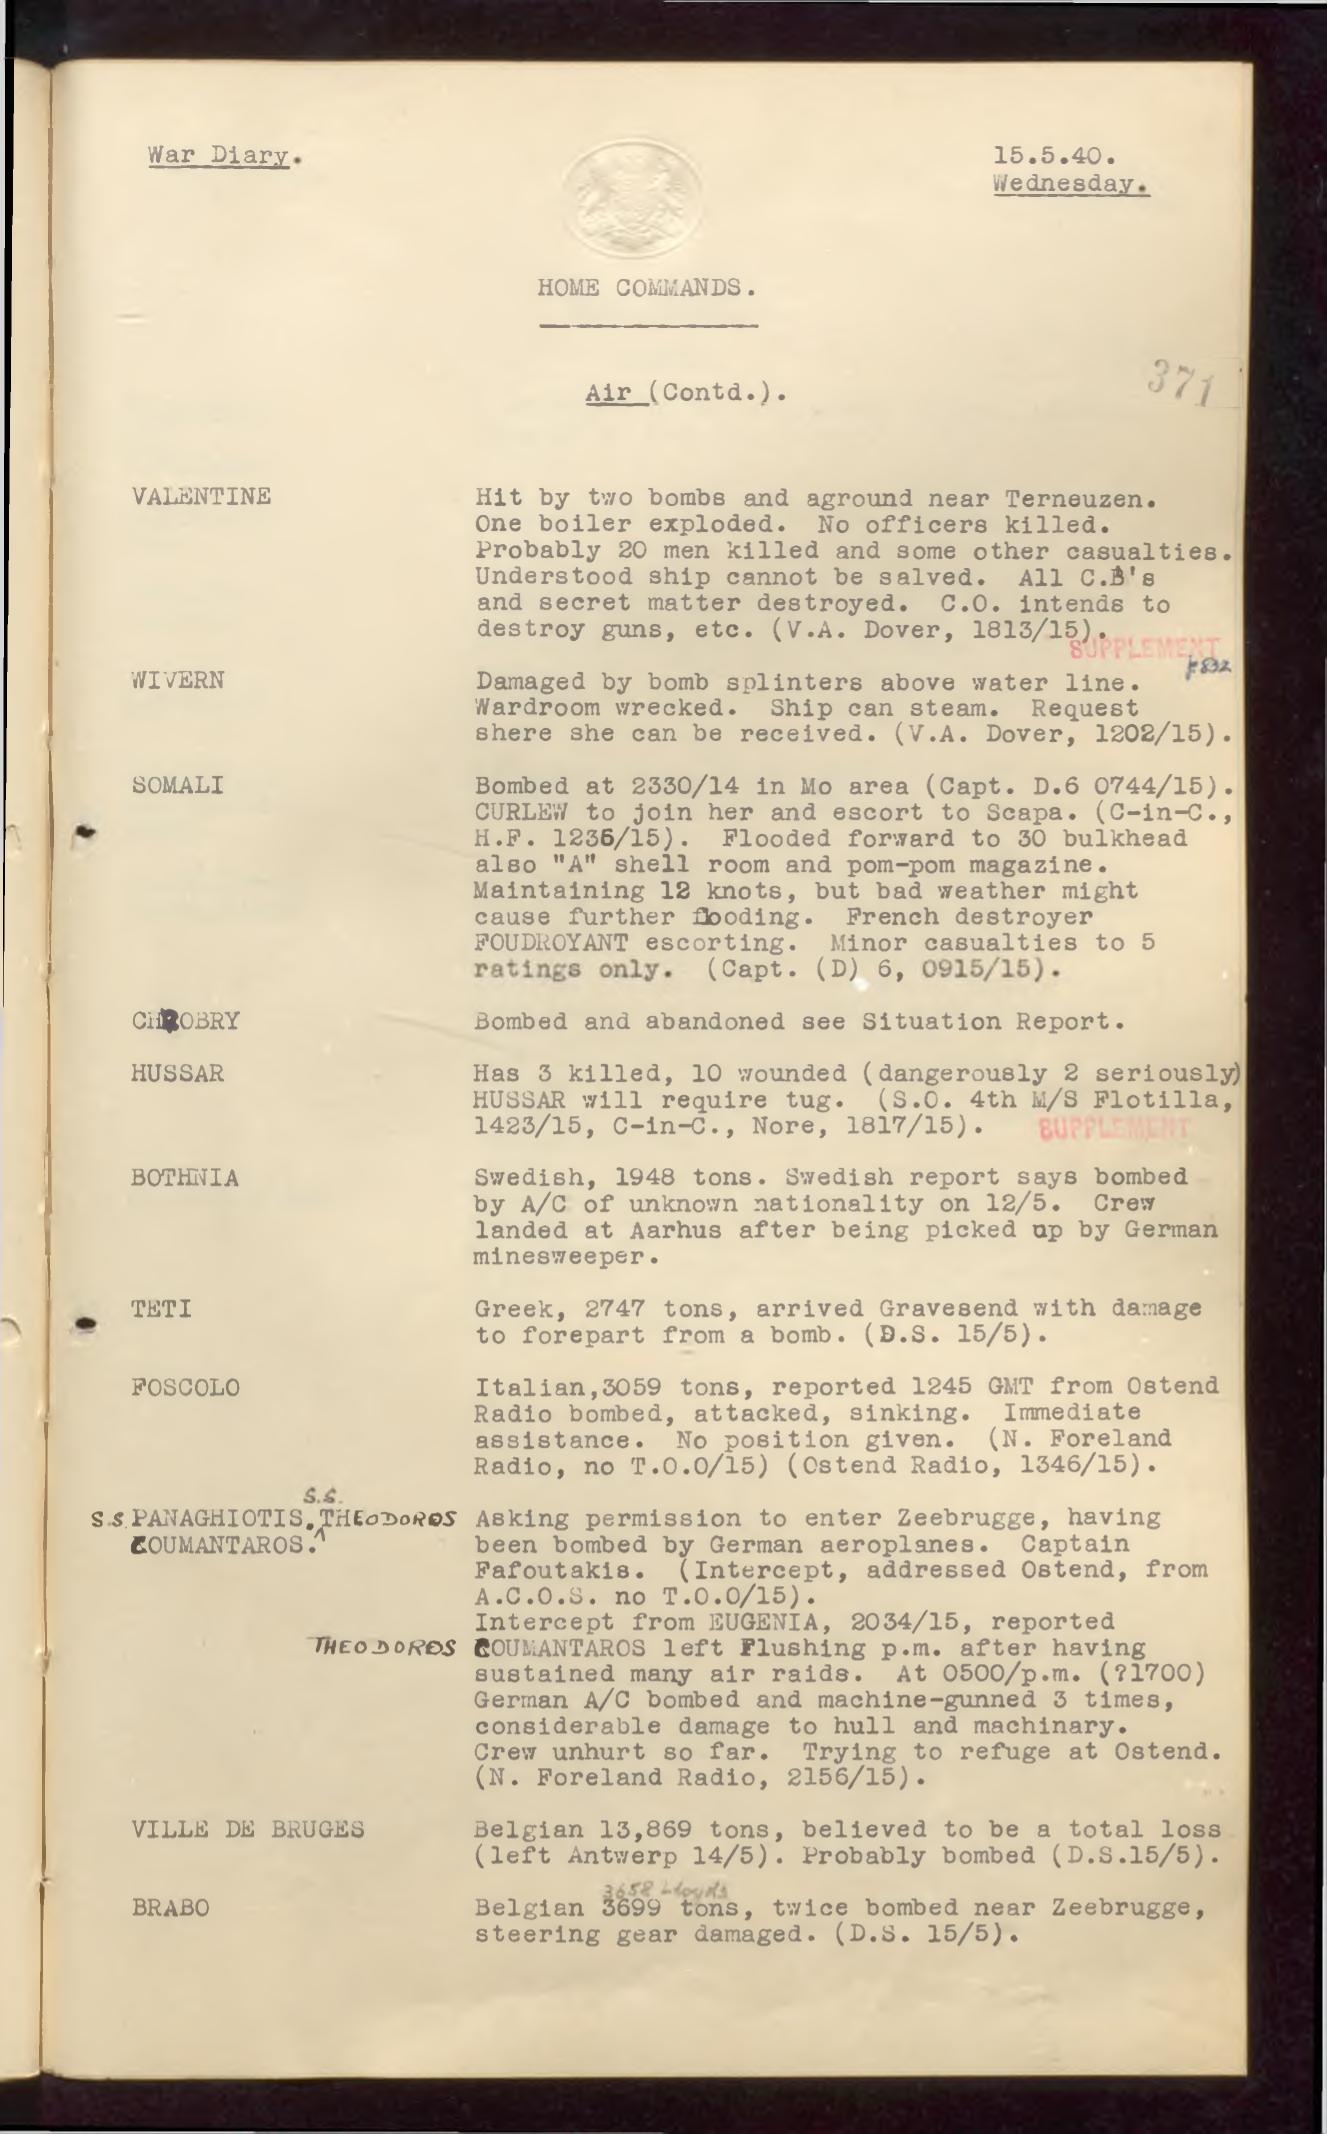 War Diary.
15.5.40.
Wednesday.
HOME COMMANDS.
Air (Contd.).
371
VALENTINE
Hit by two bombs and aground near Terneuzen.
One boiler exploded. No officers killed.
Probably 20 men killed and some other casualties.
Understood ship cannot be salved. All C.B's
and secret matter destroyed. C.O. intends to
destroy guns, etc. (V.A. Dover, 1813/15).
SUPPLEMENT
p832
WIVERN
Damaged by bomb splinters above water line.
Wardroom wrecked. Ship can steam. Request
shere she can be received. (V.A. Dover, 1202/15).
SOMALI
Bombed at 2330/14 in Mo area (Capt. D.6 0744/15).
CURLEW to join her and escort to Scapa. (C-in-C.,
H.F. 1236/15). Flooded forward to 30 bulkhead
also "A" shell room and pom-pom magazine.
Maintaining 12 knots, but bad weather might
cause further flooding. French destroyer
FOUDROYANT escorting. Minor casualties to 5
ratings only. (Capt. (D) 6, 0915/15).
CHROBRY
Bombed and abandoned see Situation Report.
HUSSAR
Has 3 killed, 10 wounded (dangerously 2 seriously)
HUSSAR will require tug. (S.O. 4th M/S Flotilla,
1423/15, C-in-C., Nore, 1817/15).
SUPPLEMENT
BOTHNIA
Swedish, 1948 tons. Swedish report says bombed
by A/C of unknown nationality on 12/5. Crew
landed at Aarhus after being picked up by German
minesweeper.
TETI
Greek, 2747 tons, arrived Gravesend with damage
to forepart from a bomb. (D.S. 15/5).
FOSCOLO
Italian,3059 tons, reported 1245 GMT from Ostend
Radio bombed, attacked, sinking. Immediate
assistance. No position given. (N. Foreland
Radio, no T.O.O/15) (Ostend Radio, 1346/15).
S.S.
S.S. PANAGHIOTIS. THEODOROS
COUMANTAROS.
Asking permission to enter Zeebrugge, having
been bombed by German aeroplanes. Captain
Fafoutakis. (Intercept, addressed Ostend, from
A.C.O.S. no T.O.O/15).
Intercept from EUGENIA, 2034/15, reported
THEODOROS COUMANTAROS left Flushing p.m. after having
sustained many air raids. At 0500/p.m. (?1700)
German A/C bombed and machine-gunned 3 times,
considerable damage to hull and machinary.
Crew unhurt so far. Trying to refuge at Ostend.
(N. Foreland Radio, 2156/15).
VILLE DE BRUGES
Belgian 13,869 tons, believed to be a total loss
(left Antwerp 14/5). Probably bombed (D.S.15/5).
3658 Lloyds
BRABO
Belgian 3699 tons, twice bombed near Zeebrugge,
steering gear damaged. (D.S. 15/5).